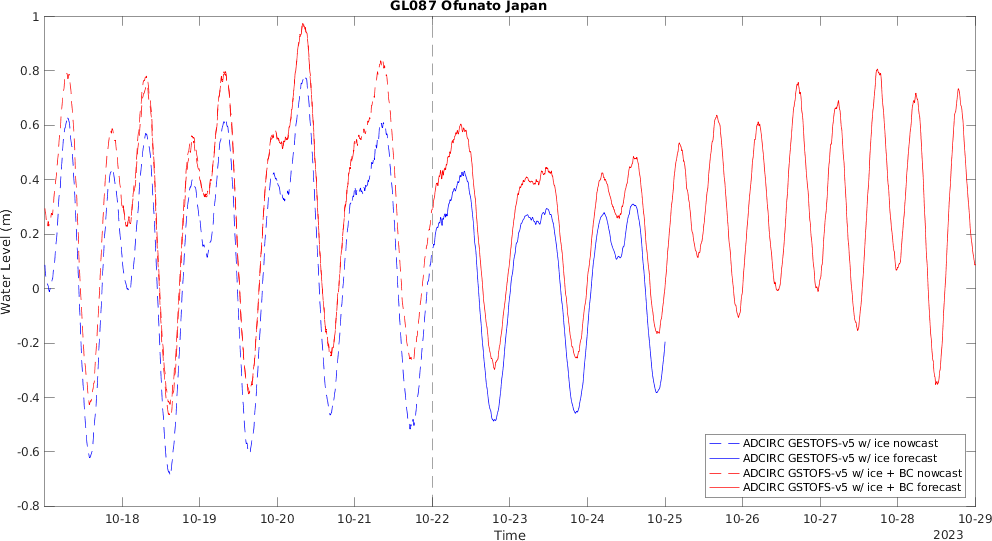 GL087 Ofunato Japan
Water Level (m)
1
0.8
0.6
0.4
0.2
0
-0.2
-0.4
-0.6
-0.8
10-18 10-19 10-20 10-21 10-22 10-23 10-24 10-25 10-26 10-27 10-28 10-29
Time
2023
ADCIRC GESTOFS-v5 w/ ice nowcast
ADCIRC GESTOFS-v5 w/ ice forecast
ADCIRC GSTOFS-v5 w/ ice + BC nowcast
ADCIRC GSTOFS-v5 w/ ice + BC forecast